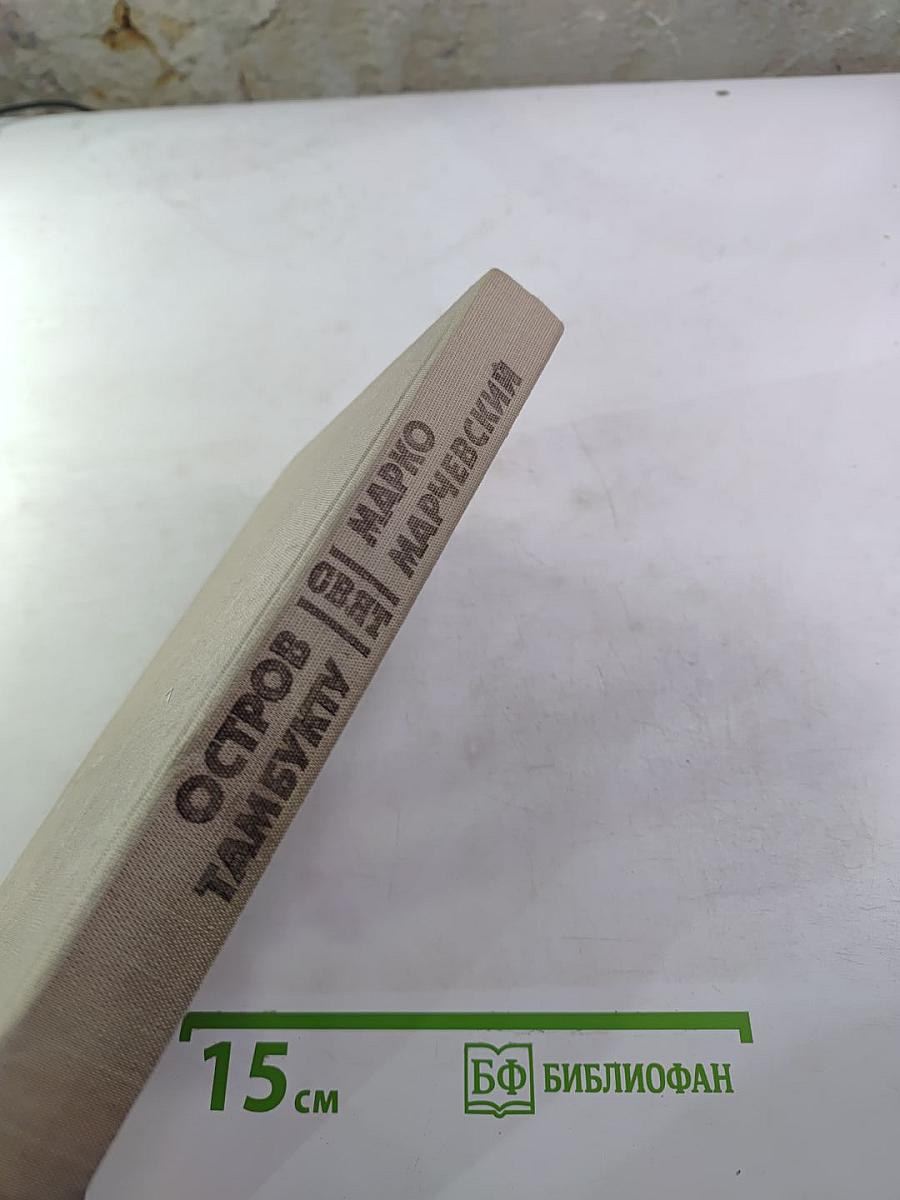 ОСТРОВ
ТАМБУКТУ
МАРКО
МАРЧЕВСКИЙ
15 см
БФ БИБЛИОФАН